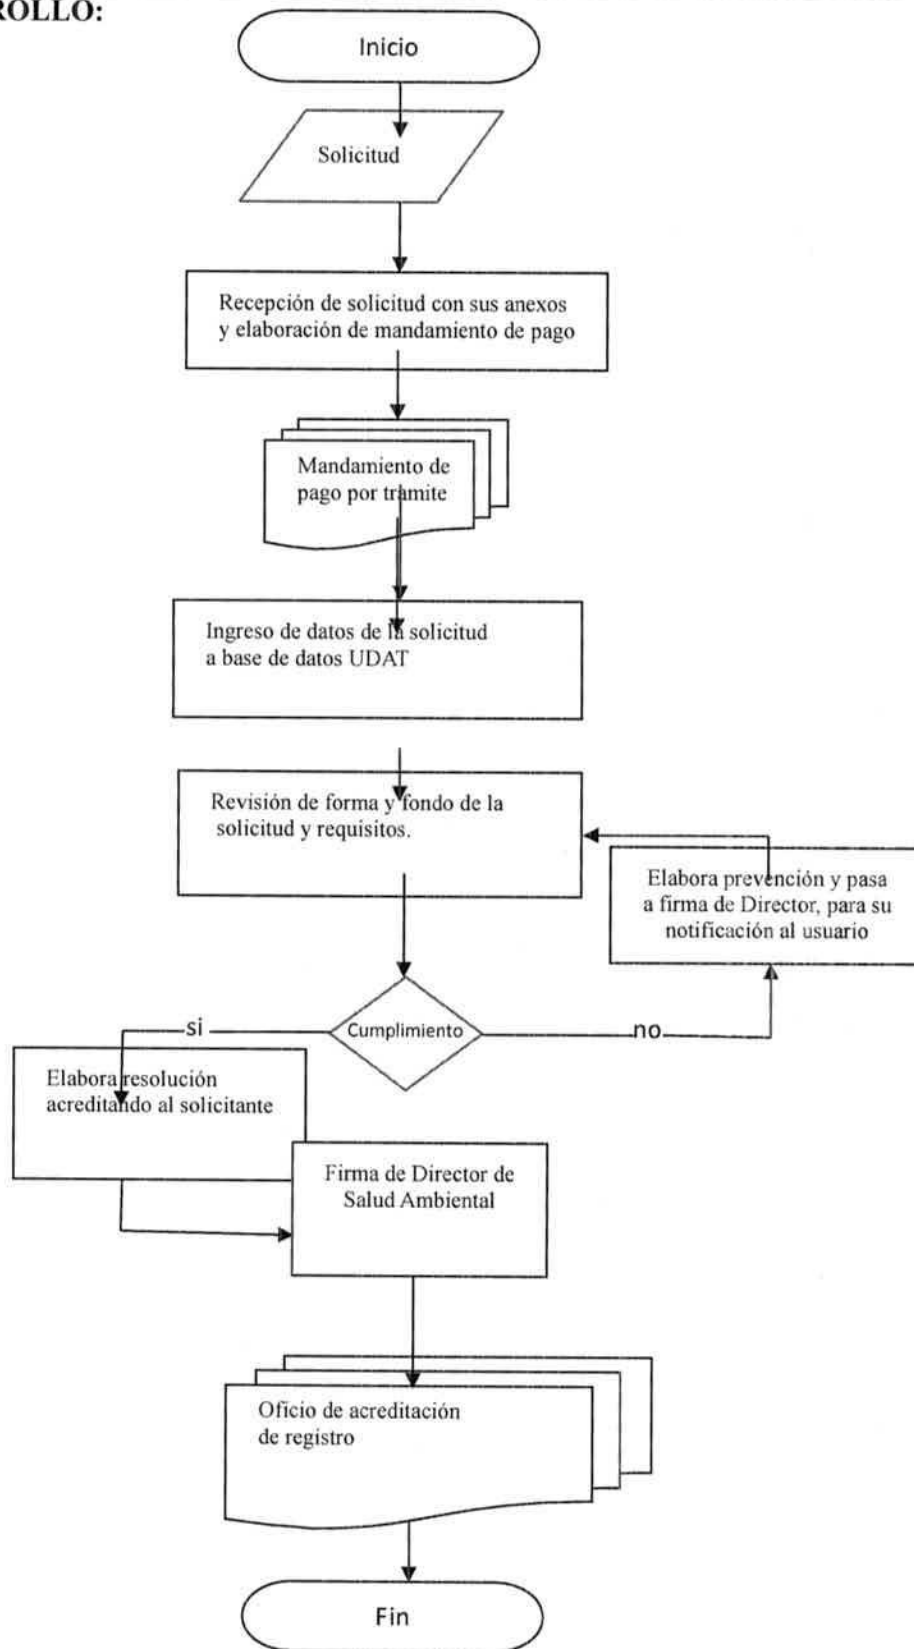 ROLLO:
Inicio
Solicitud
Recepción de solicitud con sus anexos
y elaboración de mandamiento de pago
Mandamiento de
pago por tramite
Ingreso de datos de la solicitud
a base de datos UDAT
Revisión de forma y fondo de la
solicitud y requisitos.
Elabora prevención y pasa
a firma de Director, para su
notificación al usuario
si
Cumplimiento
no
Elabora resolución
acreditando al solicitante
Firma de Director de
Salud Ambiental
Oficio de acreditación
de registro
Fin